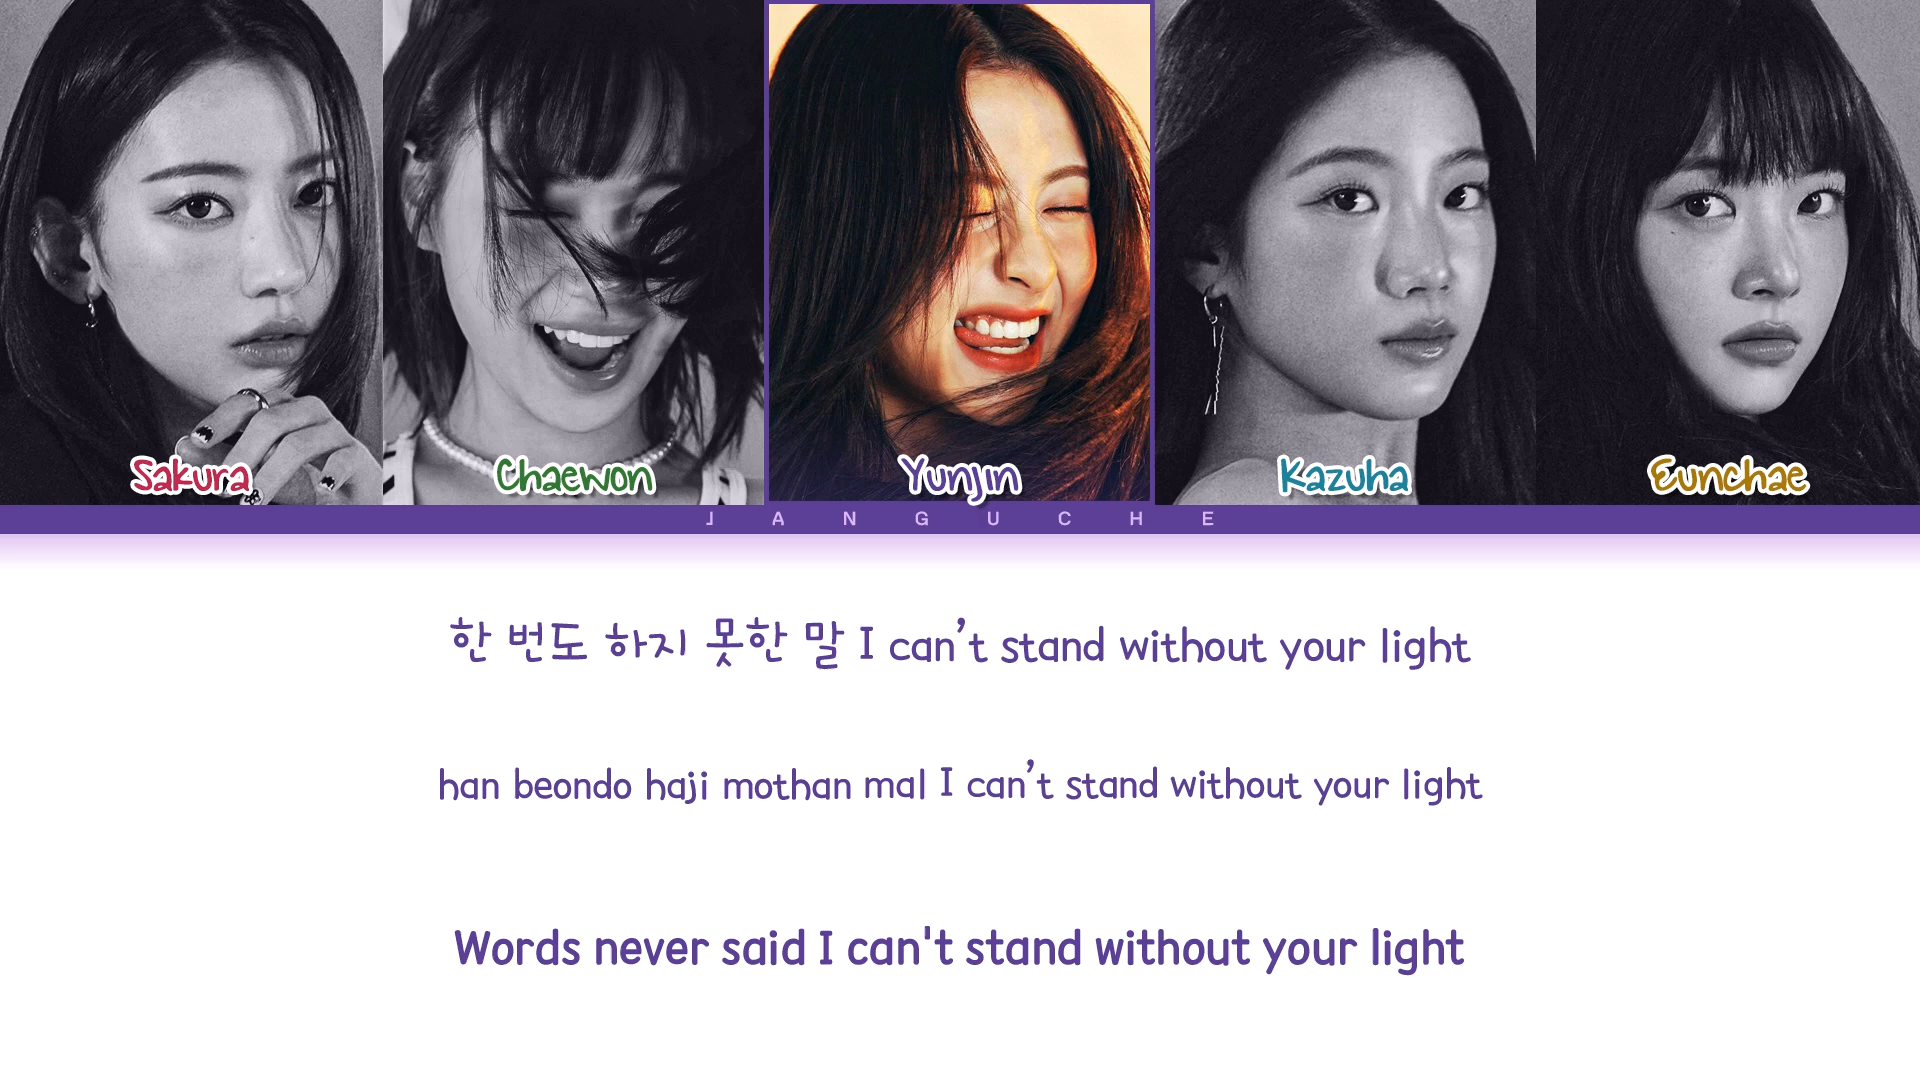 Sakura
Chaewon
Yunjin
Kazuha
Eunchae
JANGUCHE
한 번도 하지 못한 말 I can’t stand without your light
han beondo haji mothan mal I can’t stand without your light
Words never said I can't stand without your light